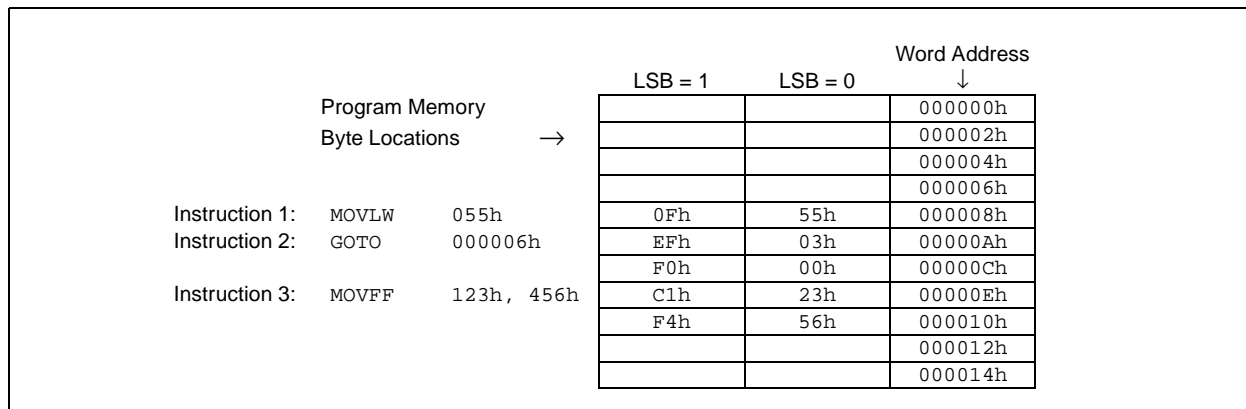 Word Address
LSB = 1 LSB = 0 ↓
Program Memory 000000h
Byte Locations → 000002h
000004h
000006h
Instruction 1: MOVLW 055h 0Fh 55h 000008h
Instruction 2: GOTO 000006h EFh 03h 00000Ah
F0h 00h 00000Ch
Instruction 3: MOVFF 123h, 456h C1h 23h 00000Eh
F4h 56h 000010h
000012h
000014h